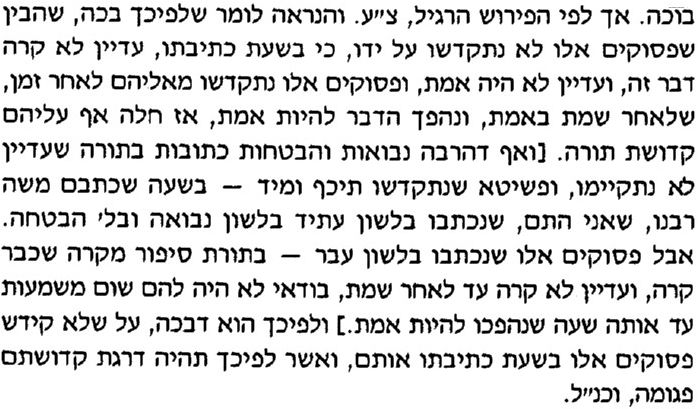 בוכה. אך לפי הפירוש הרגיל, צ״ע. והנראה לומר שלפיכך בכה, שהבין
שפסוקים אלו לא נתקדשו על ידו, כי בשעת כתיבתו, עדיין לא קרה
דבר זה, ועדיין לא היה אמת, ופסוקים אלו נתקדשו מאליהם לאחר זמן,
שלאחר שמת באמת, ונהפך הדבר להיות אמת, אז חלה אף עליהם
קדושת תורה. [ואף דהרבה נבואות והבטחות כתובות בתורה שעדיין
לא נתקיימו, ופשיטא שנתקדשו תיכף ומיד — בשעה שכתבם משה
רבנו, שאני התם, שנכתבו בלשון עתיד בלשון נבואה ובל׳ הבטחה.
אבל פסוקים אלו שנכתבו בלשון עבר — בתורת סיפור מקרה שכבר
קרה, ועדיין לא קרה עד לאחר שמת, בודאי לא היה להם שום משמעות
עד אותה שעה שנהפכו להיות אמת.] ולפיכך הוא דבכה, על שלא קידש
פסוקים אלו בשעת כתיבתו אותם, ואשר לפיכך תהיה דרגת קדושתם
פגומה, וכנ״ל.